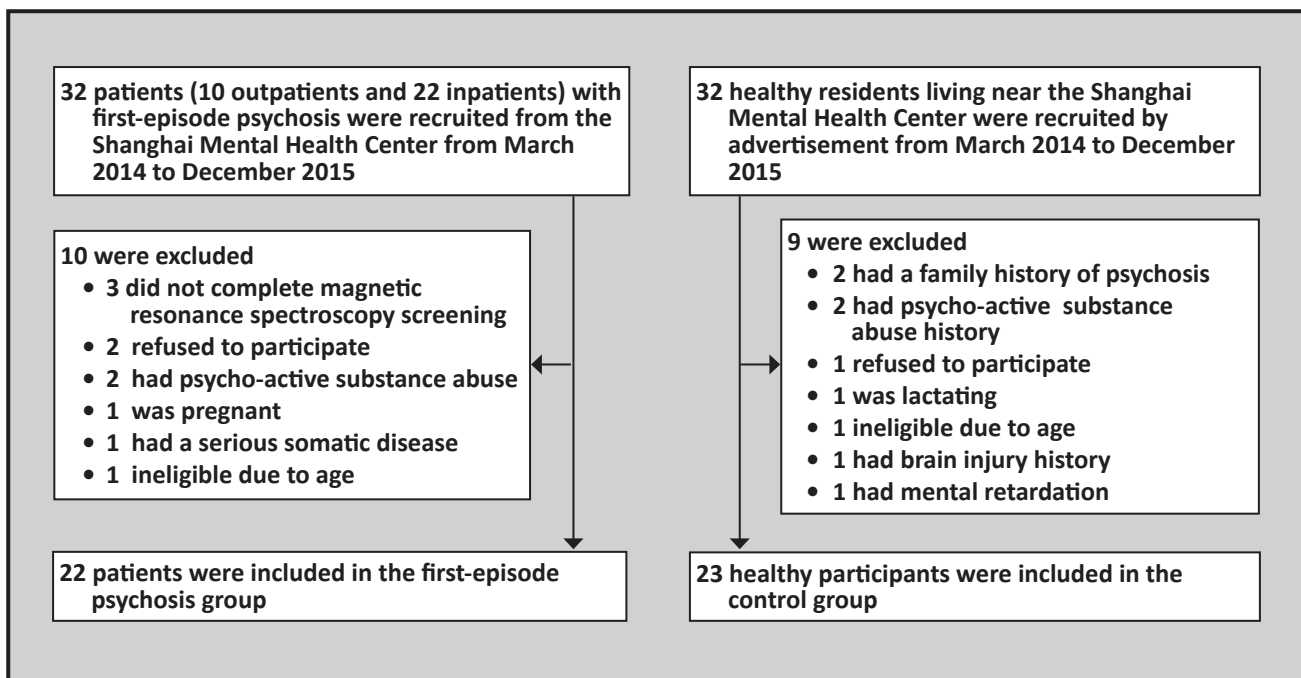 32 patients (10 outpatients and 22 inpatients) with
first-episode psychosis were recruited from the
Shanghai Mental Health Center from March
2014 to December 2015
32 healthy residents living near the Shanghai
Mental Health Center were recruited by
advertisement from March 2014 to December
2015
10 were excluded
• 3 did not complete magnetic
resonance spectroscopy screening
• 2 refused to participate
• 2 had psycho-active substance abuse
• 1 was pregnant
• 1 had a serious somatic disease
• 1 ineligible due to age
9 were excluded
• 2 had a family history of psychosis
• 2 had psycho-active substance
abuse history
• 1 refused to participate
• 1 was lactating
• 1 ineligible due to age
• 1 had brain injury history
• 1 had mental retardation
22 patients were included in the first-episode
psychosis group
23 healthy participants were included in the
control group